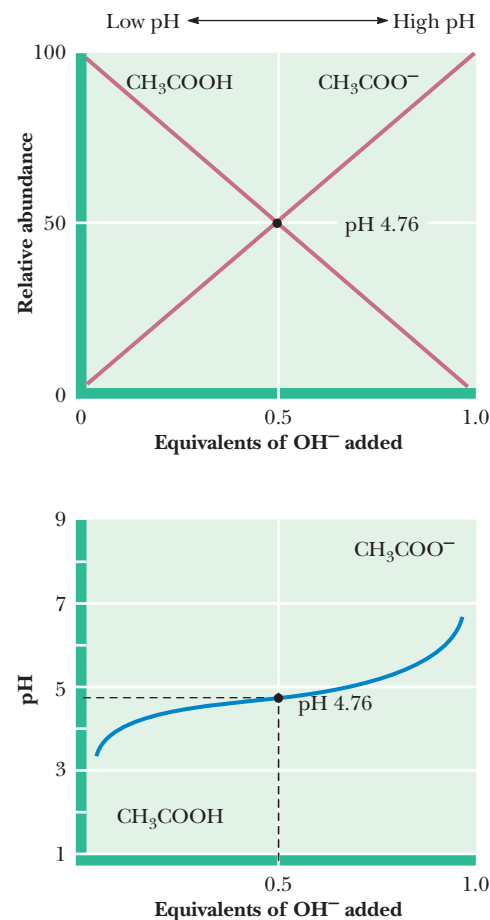 Low pH High pH
100
CH₃COOH CH₃COO⁻
Relative abundance
50
pH 4.76
0
0 0.5 1.0
Equivalents of OH⁻ added
9
CH₃COO⁻
7
pH
5
pH 4.76
3
CH₃COOH
1
0.5 1.0
Equivalents of OH⁻ added